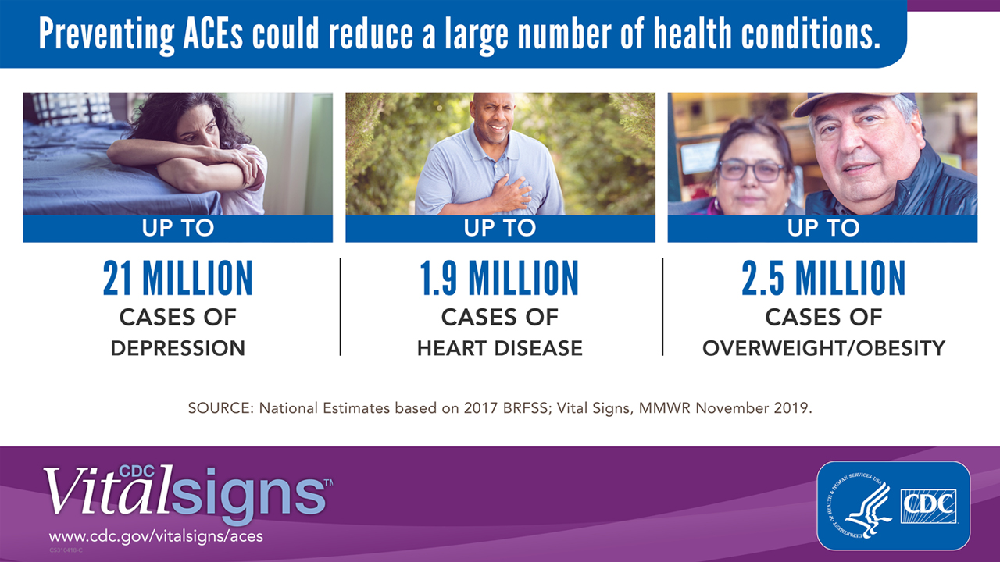 Preventing ACEs could reduce a large number of health conditions.
UP TO
21 MILLION
CASES OF
DEPRESSION
UP TO
1.9 MILLION
CASES OF
HEART DISEASE
UP TO
2.5 MILLION
CASES OF
OVERWEIGHT/OBESITY
SOURCE: National Estimates based on 2017 BRFSS; Vital Signs, MMWR November 2019.
CDC
Vitalsigns™
www.cdc.gov/vitalsigns/aces
CS310418-C
DEPARTMENT OF HEALTH & HUMAN SERVICES·USA
CDC